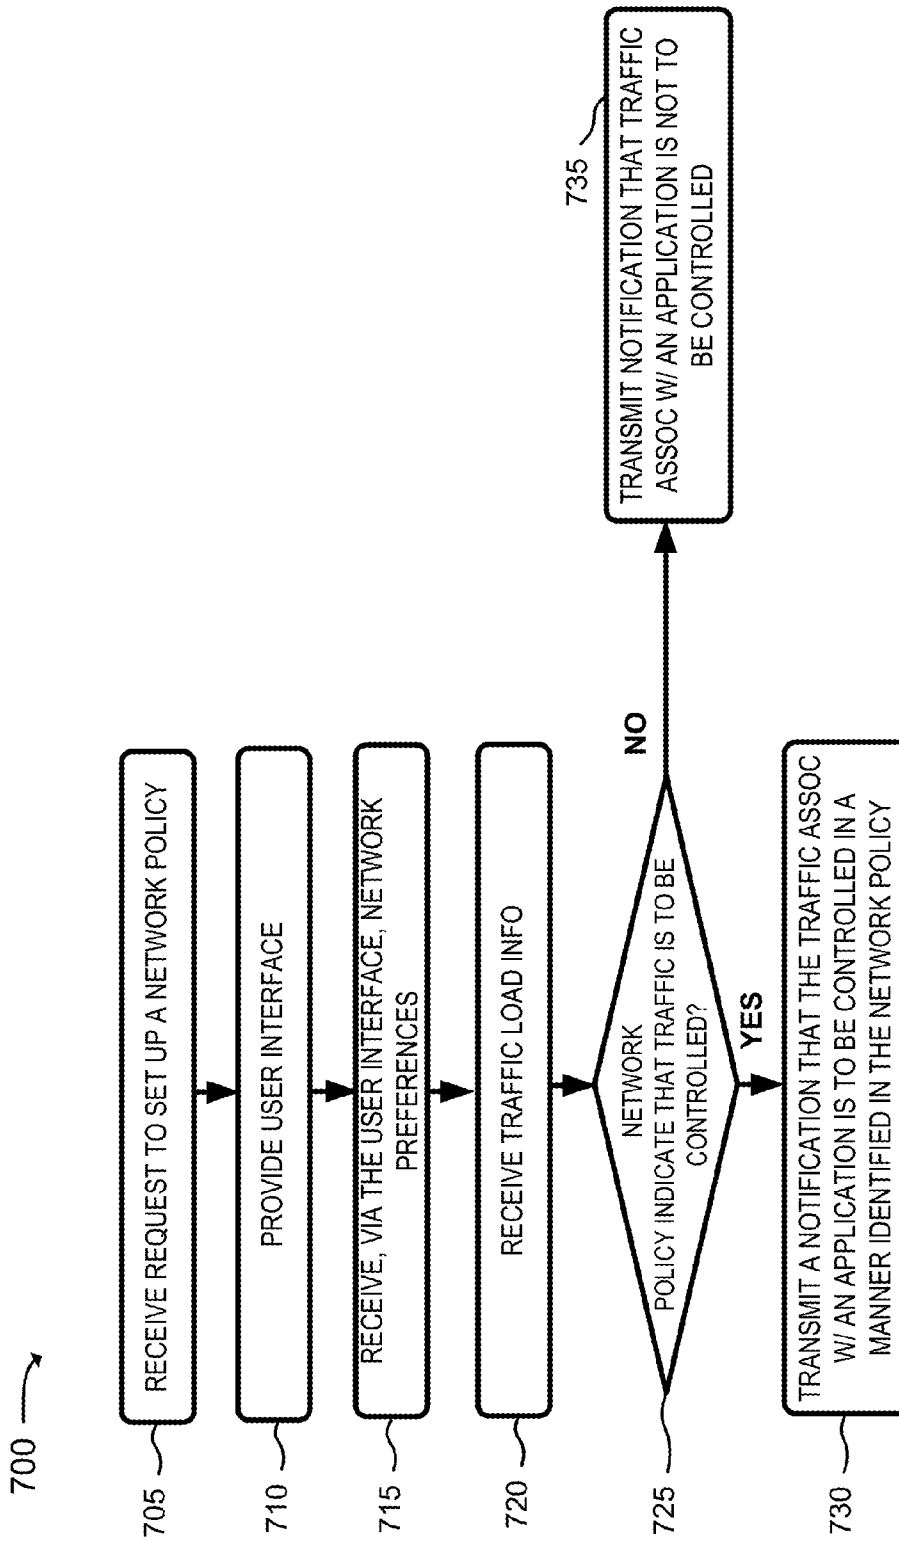 700
705
RECEIVE REQUEST TO SET UP A NETWORK POLICY
710
PROVIDE USER INTERFACE
715
RECEIVE, VIA THE USER INTERFACE, NETWORK
PREFERENCES
720
RECEIVE TRAFFIC LOAD INFO
725
NETWORK
POLICY INDICATE THAT TRAFFIC IS TO BE
CONTROLLED?
NO
735
TRANSMIT NOTIFICATION THAT TRAFFIC
ASSOC W/ AN APPLICATION IS NOT TO
BE CONTROLLED
YES
730
TRANSMIT A NOTIFICATION THAT THE TRAFFIC ASSOC
W/ AN APPLICATION IS TO BE CONTROLLED IN A
MANNER IDENTIFIED IN THE NETWORK POLICY